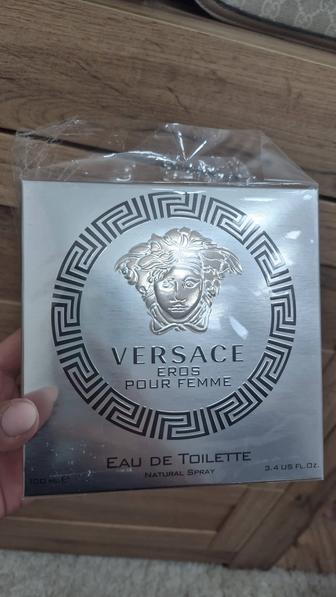 VERSACE
EROS
POUR FEMME
EAU DE TOILETTE
NATURAL SPRAY
100 ML ℮
3.4 US FL.OZ.